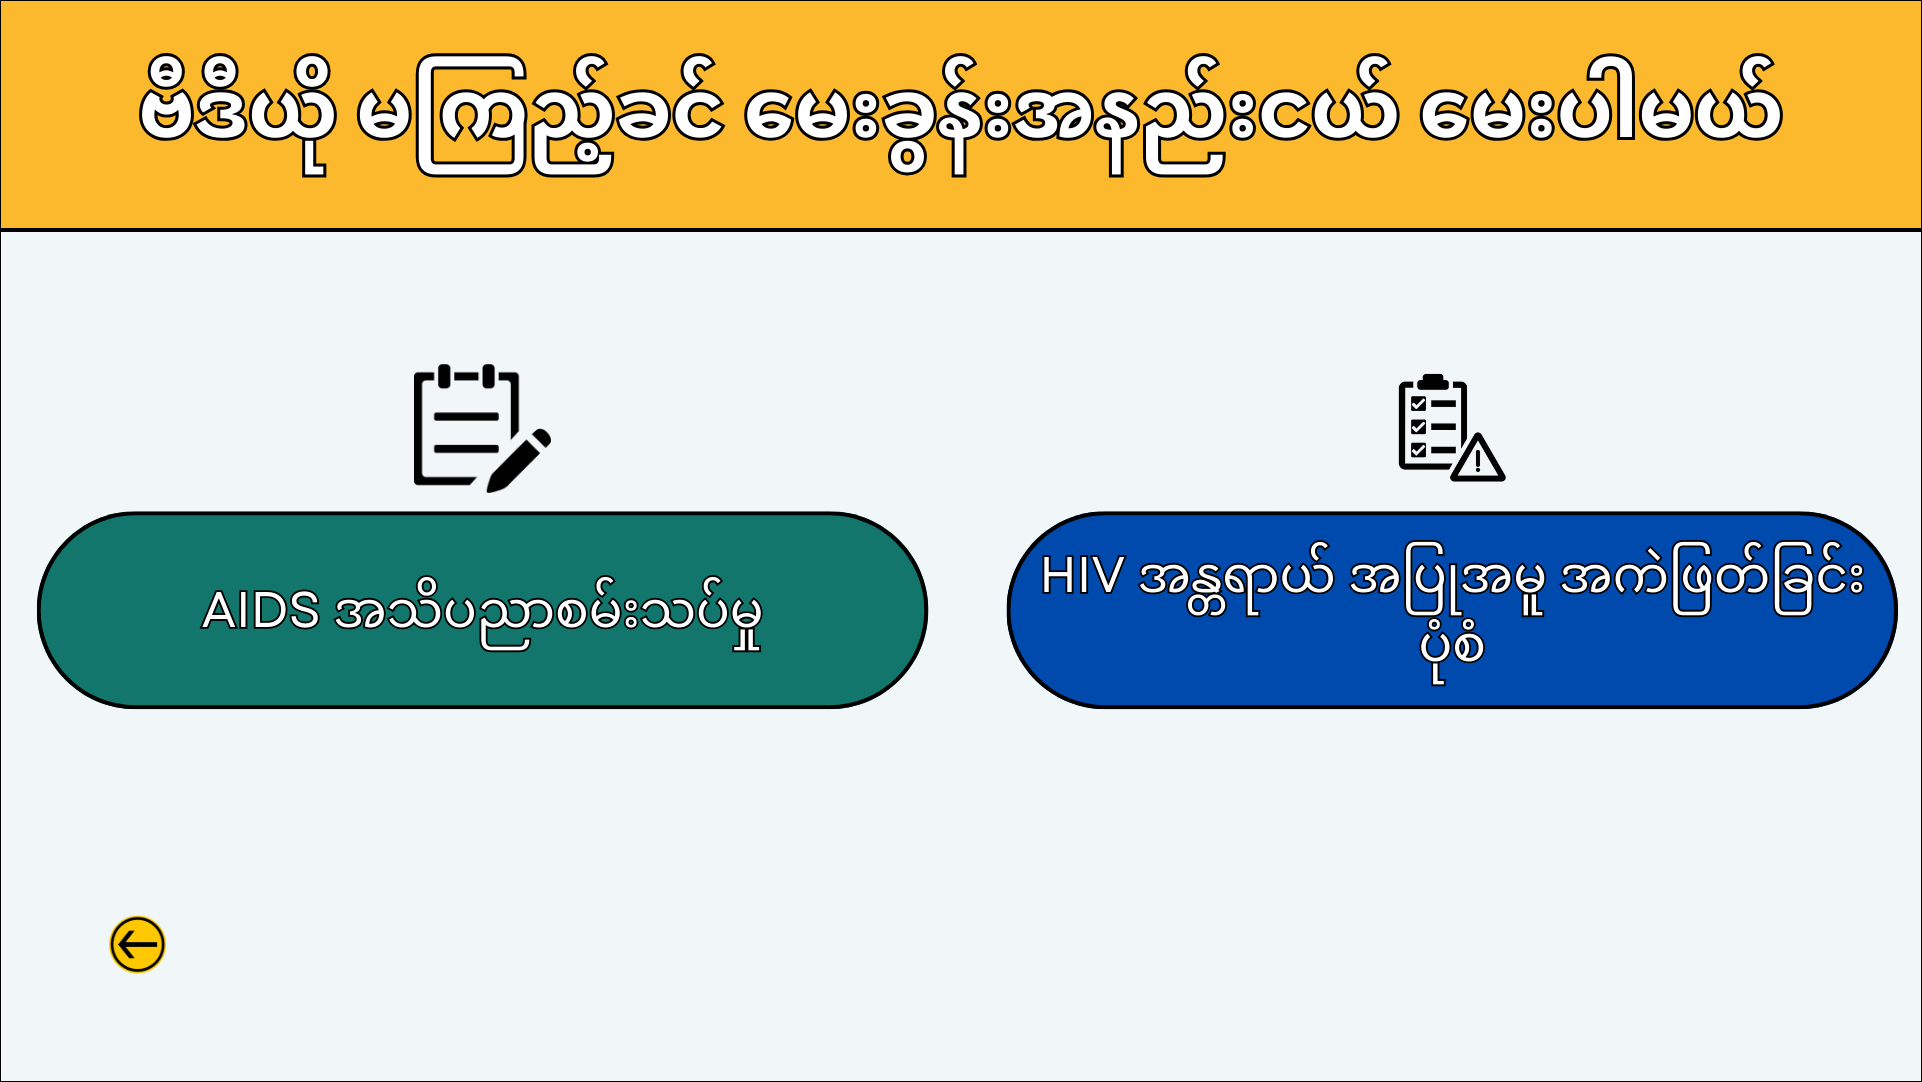 ဗီဒီယို မကြည့်ခင် မေးခွန်းအနည်းငယ် မေးပါမယ်
AIDS အသိပညာစမ်းသပ်မှု
HIV အန္တရာယ် အပြုအမူ အကဲဖြတ်ခြင်း
ပုံစံ